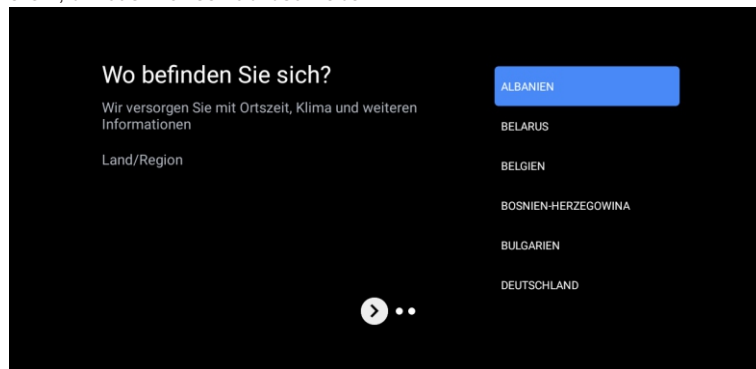 Wo befinden Sie sich?
Wir versorgen Sie mit Ortszeit, Klima und weiteren
Informationen
Land/Region
ALBANIEN
BELARUS
BELGIEN
BOSNIEN-HERZEGOWINA
BULGARIEN
DEUTSCHLAND